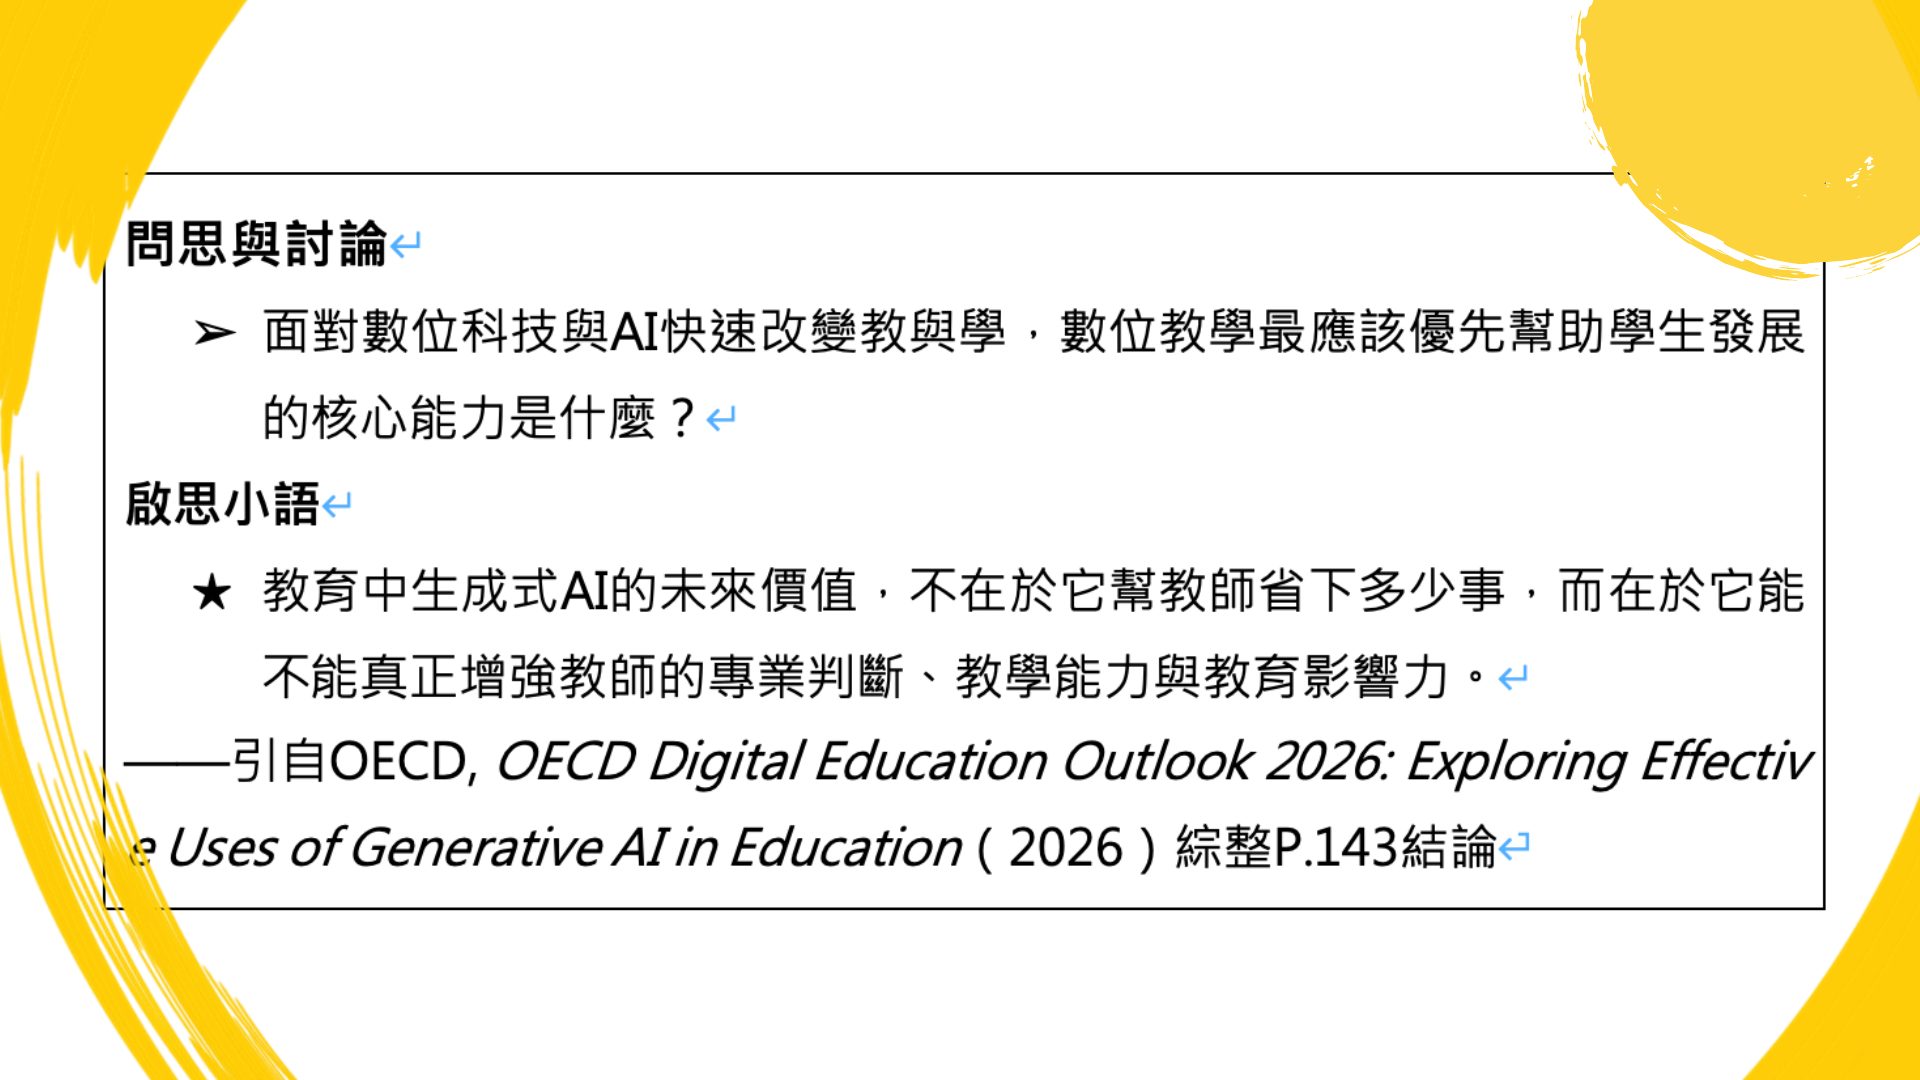 問思與討論↵
➢ 面對數位科技與AI快速改變教與學，數位教學最應該優先幫助學生發展
的核心能力是什麼？↵
啟思小語↵
★ 教育中生成式AI的未來價值，不在於它幫教師省下多少事，而在於它能
不能真正增強教師的專業判斷、教學能力與教育影響力。↵
——引自OECD, OECD Digital Education Outlook 2026: Exploring Effectiv
e Uses of Generative AI in Education（2026）綜整P.143結論↵